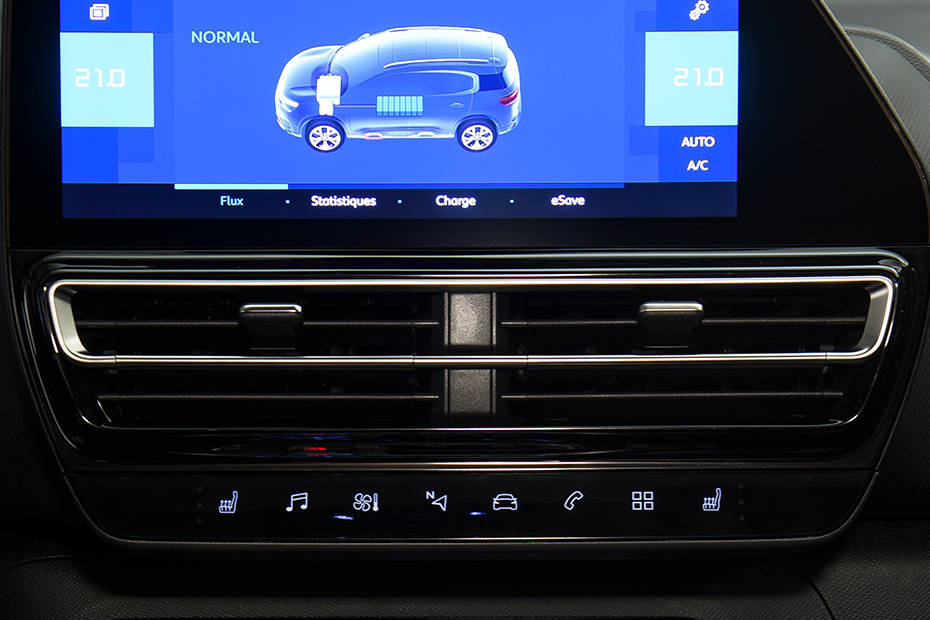 NORMAL
21.0
21.0
AUTO
A/C
Flux · Statistiques · Charge · eSave
N